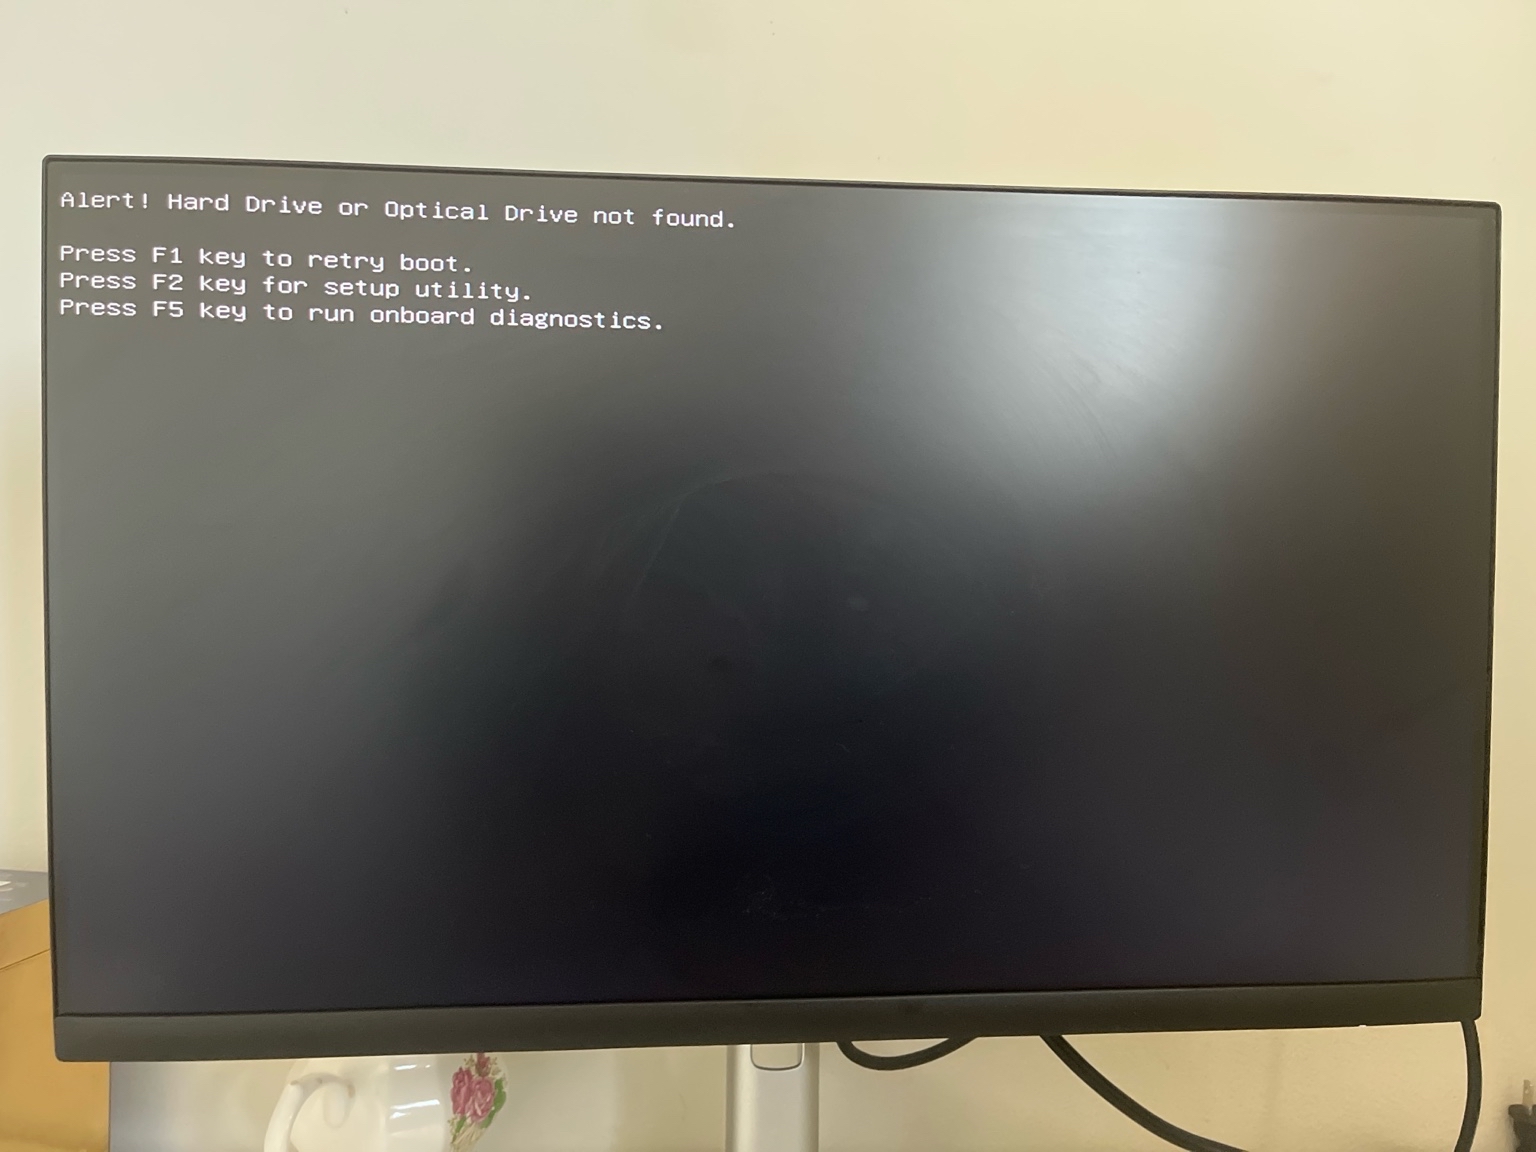 Alert! Hard Drive or Optical Drive not found.
Press F1 key to retry boot.
Press F2 key for setup utility.
Press F5 key to run onboard diagnostics.